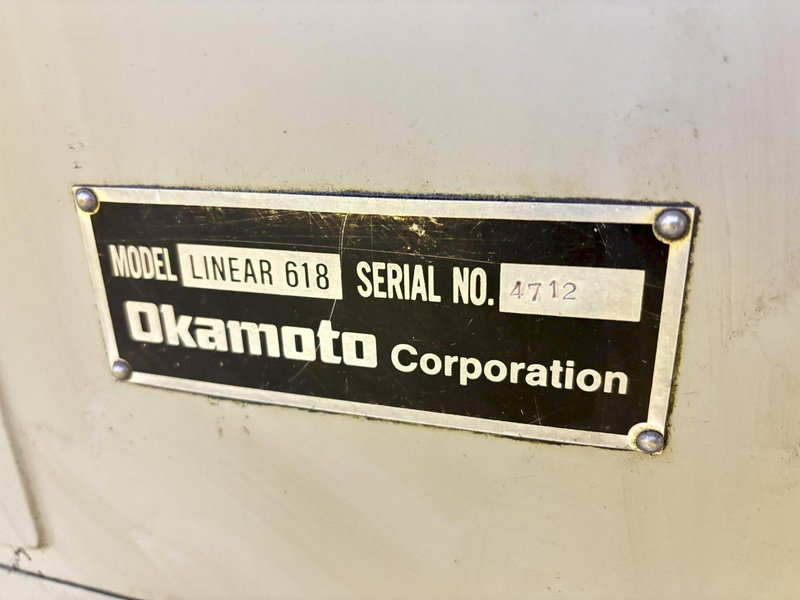 MODEL LINEAR 618 SERIAL NO. 4712
Okamoto Corporation